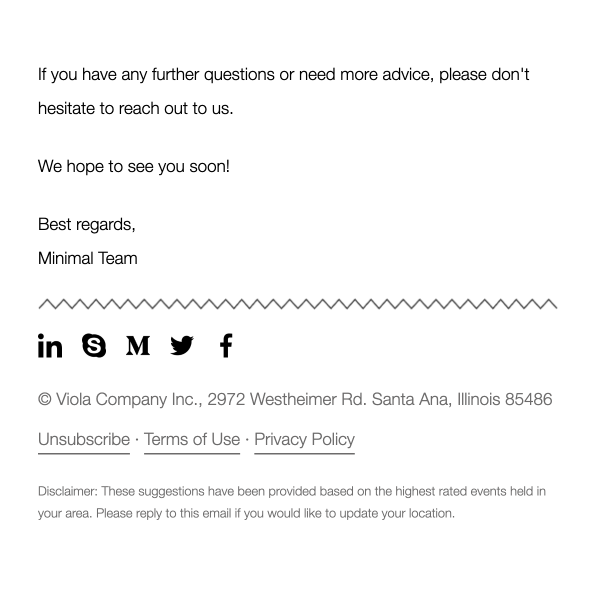 If you have any further questions or need more advice, please don't
hesitate to reach out to us.
We hope to see you soon!
Best regards,
Minimal Team
© Viola Company Inc., 2972 Westheimer Rd. Santa Ana, Illinois 85486
Unsubscribe · Terms of Use · Privacy Policy
Disclaimer: These suggestions have been provided based on the highest rated events held in
your area. Please reply to this email if you would like to update your location.